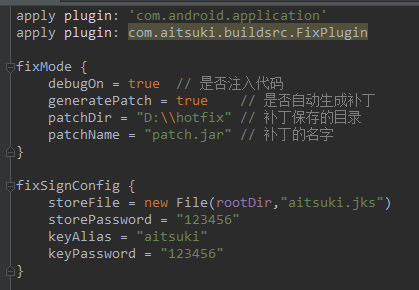 apply plugin: 'com.android.application'
apply plugin: com.aitsuki.buildsrc.FixPlugin
fixMode {
debugOn = true // 是否注入代码
generatePatch = true // 是否自动生成补丁
patchDir = "D:\\hotfix" // 补丁保存的目录
patchName = "patch.jar" // 补丁的名字
}
fixSignConfig {
storeFile = new File(rootDir,"aitsuki.jks")
storePassword = "123456"
keyAlias = "aitsuki"
keyPassword = "123456"
}